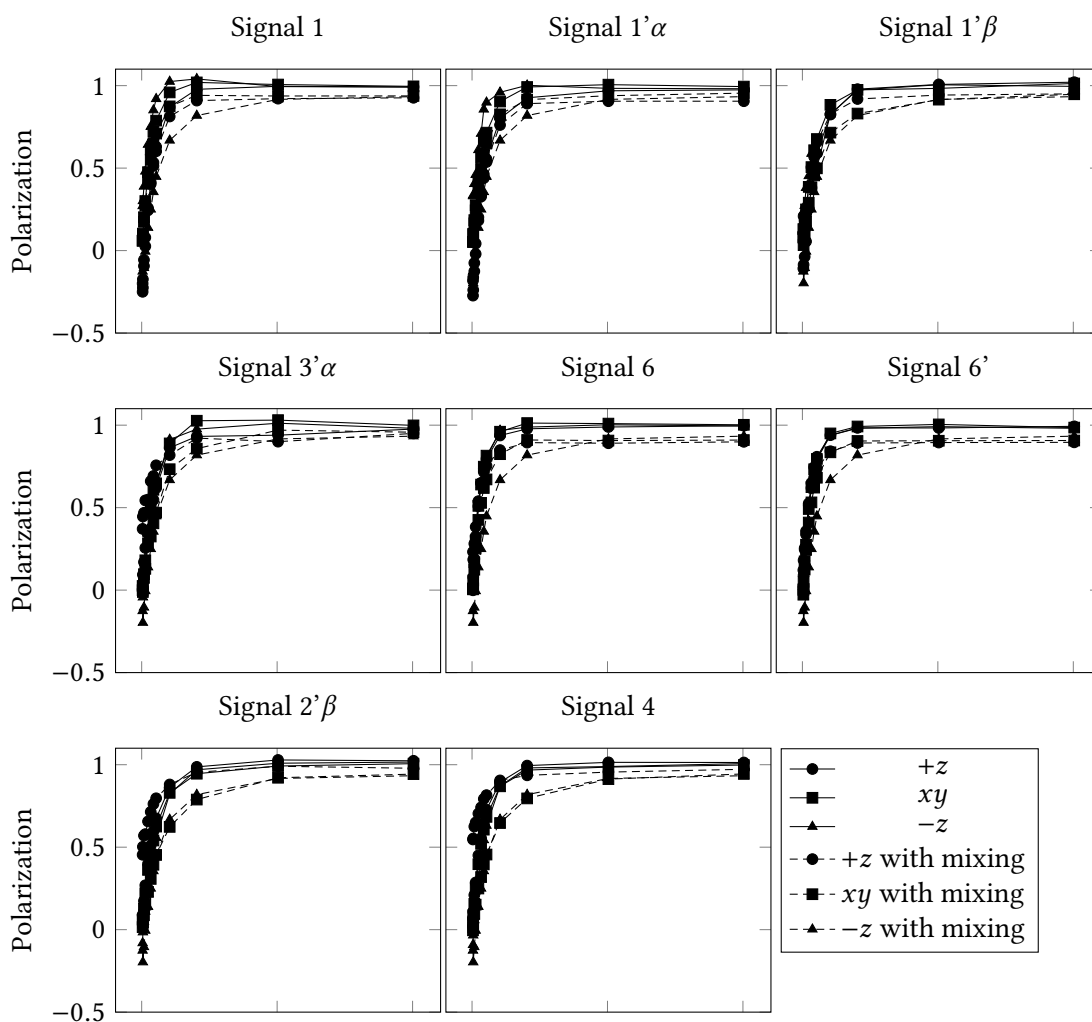 Signal 1
Signal 1’α
Signal 1’β
Polarization
1
0.5
0
−0.5
Signal 3’α
Signal 6
Signal 6’
Polarization
1
0.5
0
−0.5
Signal 2’β
Signal 4
Polarization
1
0.5
0
−0.5
+z
xy
−z
+z with mixing
xy with mixing
−z with mixing